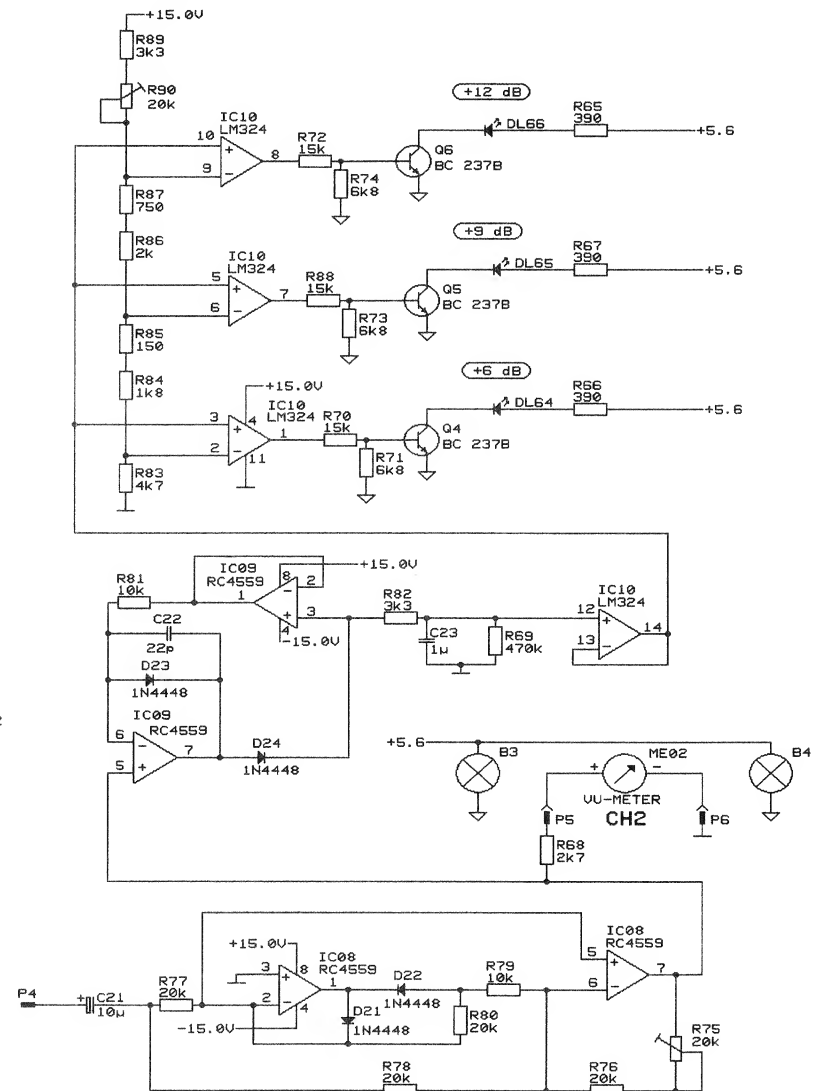 +15.0V
R89
3k3
R90
20k
+12 dB
R65
390
IC10
LM324
DL66
+5.6
10
+
R72
15k
8
Q6
BC 237B
9
-
R74
6k8
R87
750
+9 dB
R86
2k
R67
390
IC10
LM324
DL65
+5.6
5
+
R88
15k
7
Q5
BC 237B
6
-
R73
6k8
R85
150
+6 dB
R84
1k8
+15.0V
R66
390
IC10
LM324
DL64
+5.6
3
+
4
R70
15k
1
Q4
BC 237B
2
-
11
R71
6k8
R83
4k7
IC09
RC4559
+15.0V
R81
10k
8
2
-
1
R82
3k3
IC10
LM324
+
3
12
+
C22
22p
4
-15.0V
C23
1µ
R69
470k
14
13
-
D23
1N4448
IC09
RC4559
6
-
7
D24
1N4448
5
+
+5.6
B3
ME02
B4
+
-
VU-METER
CH2
P5
P6
R68
2k7
+15.0V
IC08
RC4559
IC08
RC4559
5
+
3
+
8
1
D22
1N4448
R79
10k
7
6
-
P4
+
C21
10µ
R77
20k
2
-
4
D21
1N4448
R80
20k
-15.0V
R75
20k
R78
20k
R76
20k